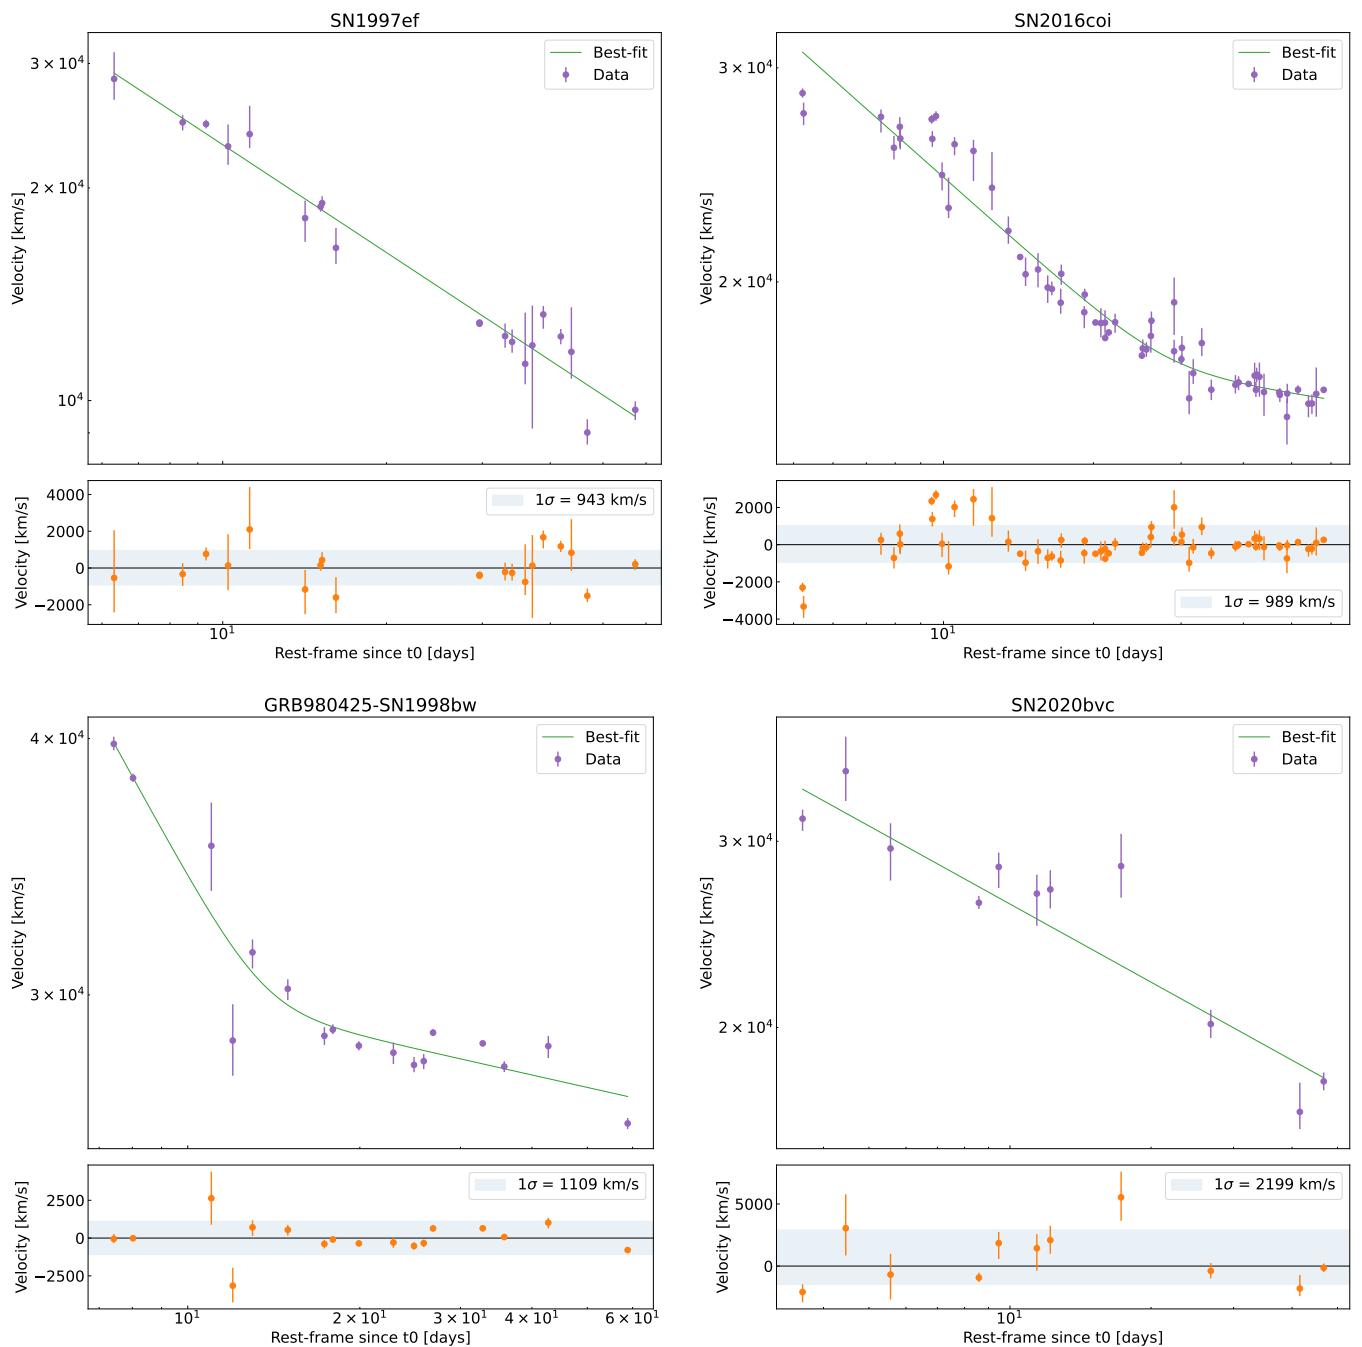 SN1997ef
3 × 10⁴
2 × 10⁴
10⁴
Velocity [km/s]
Best-fit
Data
4000
2000
0
−2000
Velocity [km/s]
1σ = 943 km/s
10¹
Rest-frame since t0 [days]
SN2016coi
3 × 10⁴
2 × 10⁴
Velocity [km/s]
Best-fit
Data
2000
0
−2000
−4000
Velocity [km/s]
1σ = 989 km/s
10¹
Rest-frame since t0 [days]
GRB980425-SN1998bw
4 × 10⁴
3 × 10⁴
Velocity [km/s]
Best-fit
Data
2500
0
−2500
Velocity [km/s]
1σ = 1109 km/s
10¹ 2 × 10¹ 3 × 10¹ 4 × 10¹ 6 × 10¹
Rest-frame since t0 [days]
SN2020bvc
3 × 10⁴
2 × 10⁴
Velocity [km/s]
Best-fit
Data
5000
0
Velocity [km/s]
1σ = 2199 km/s
10¹
Rest-frame since t0 [days]